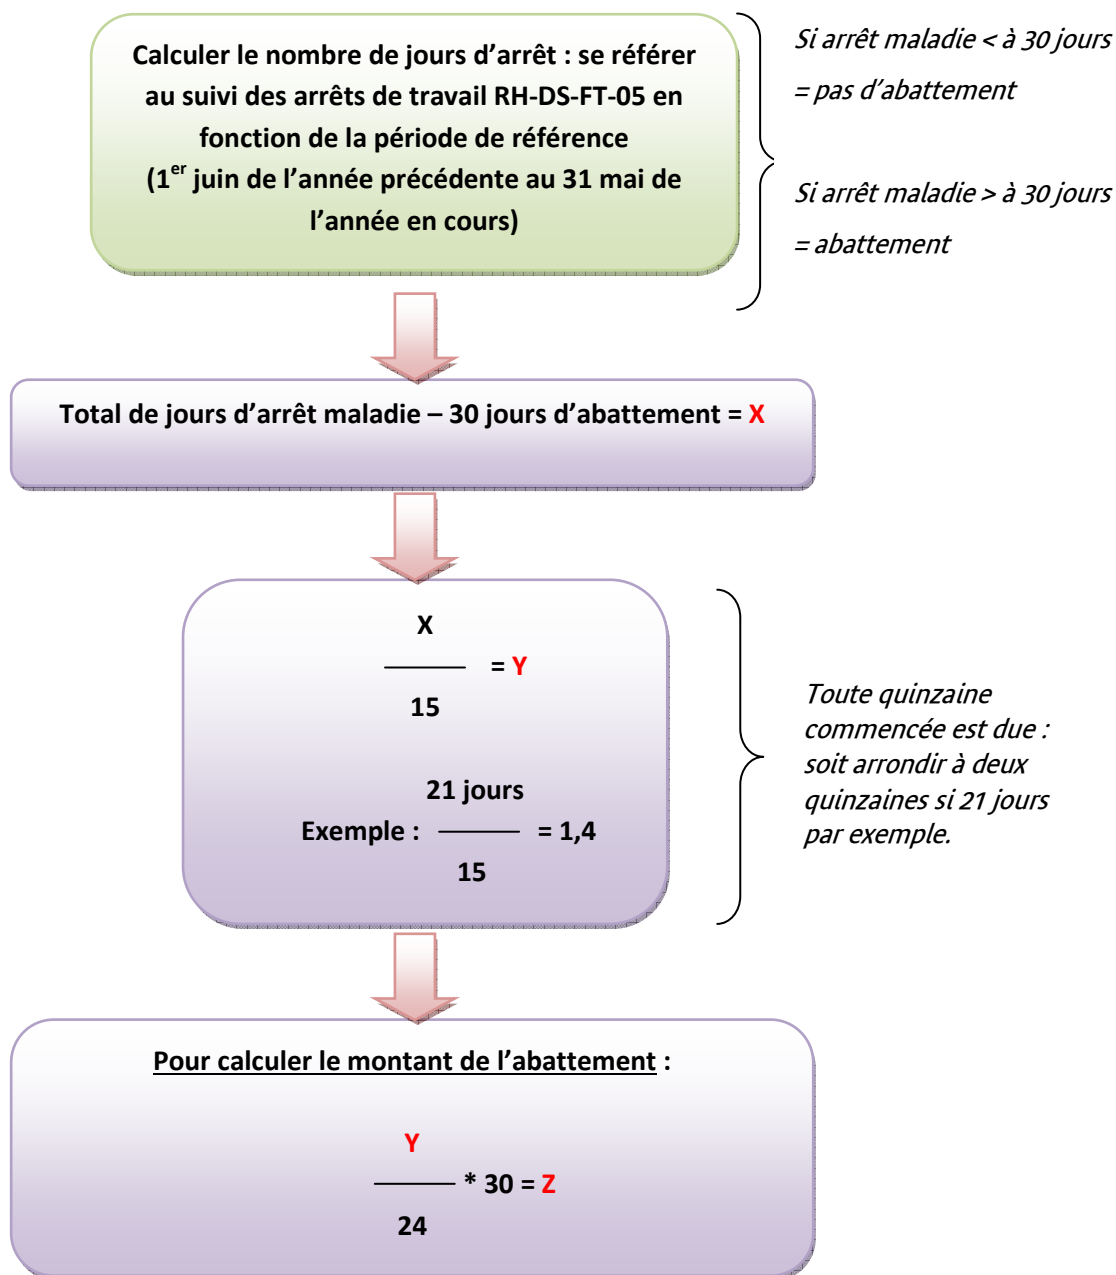 Calculer le nombre de jours d’arrêt : se référer
au suivi des arrêts de travail RH-DS-FT-05 en
fonction de la période de référence
(1er juin de l’année précédente au 31 mai de
l’année en cours)
Si arrêt maladie < à 30 jours
= pas d’abattement
Si arrêt maladie > à 30 jours
= abattement
Total de jours d’arrêt maladie – 30 jours d’abattement = X
X
= Y
15
21 jours
Exemple : = 1,4
15
Toute quinzaine
commencée est due :
soit arrondir à deux
quinzaines si 21 jours
par exemple.
Pour calculer le montant de l’abattement :
Y
* 30 = Z
24